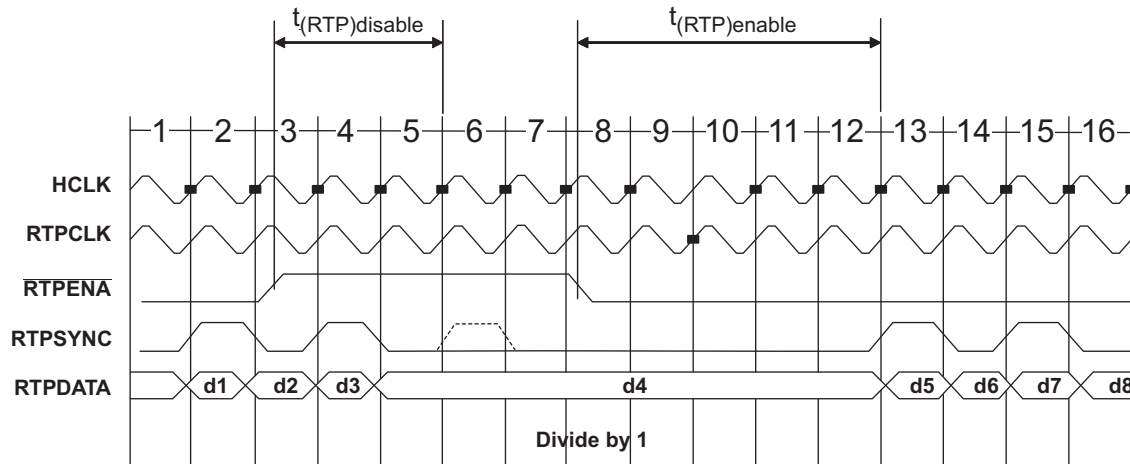 t(RTP)disable t(RTP)enable
1 2 3 4 5 6 7 8 9 10 11 12 13 14 15 16
HCLK
RTPCLK
RTPENA
RTPSYNC
RTPDATA d1 d2 d3 d4 d5 d6 d7 d8
Divide by 1